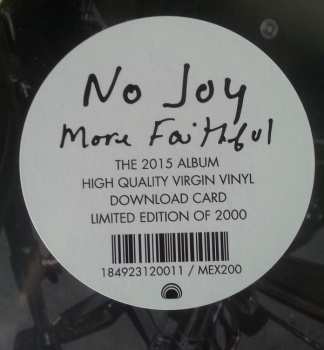 No Joy
More Faithful
THE 2015 ALBUM
HIGH QUALITY VIRGIN VINYL
DOWNLOAD CARD
LIMITED EDITION OF 2000
184923120011 / MEX200